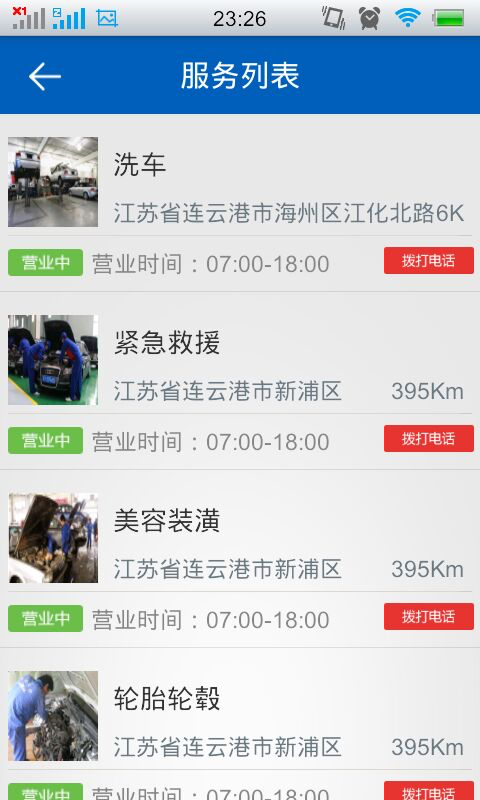 23:26
服务列表
洗车
江苏省连云港市海州区江化北路6K
营业中 营业时间：07:00-18:00 拨打电话
紧急救援
江苏省连云港市新浦区 395Km
营业中 营业时间：07:00-18:00 拨打电话
美容装潢
江苏省连云港市新浦区 395Km
营业中 营业时间：07:00-18:00 拨打电话
轮胎轮毂
江苏省连云港市新浦区 395Km
营业中 营业时间：07:00-18:00 拨打电话